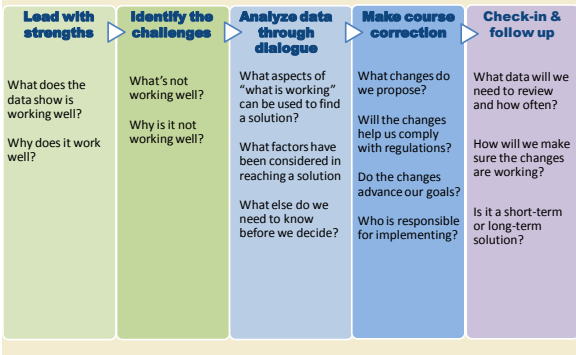 Lead with
strengths
What does the
data show is
working well?
Why does it work
well?
Identify the
challenges
What's not
working well?
Why is it not
working well?
Analyze data
through
dialogue
What aspects of
“what is working”
can be used to find
a solution?
What factors have
been considered in
reaching a solution
What else do we
need to know
before we decide?
Make course
correction
What changes do
we propose?
Will the changes
help us comply
with regulations?
Do the changes
advance our goals?
Who is responsible
for implementing?
Check-in &
follow up
What data will we
need to review
and how often?
How will we make
sure the changes
are working?
Is it a short-term
or long-term
solution?